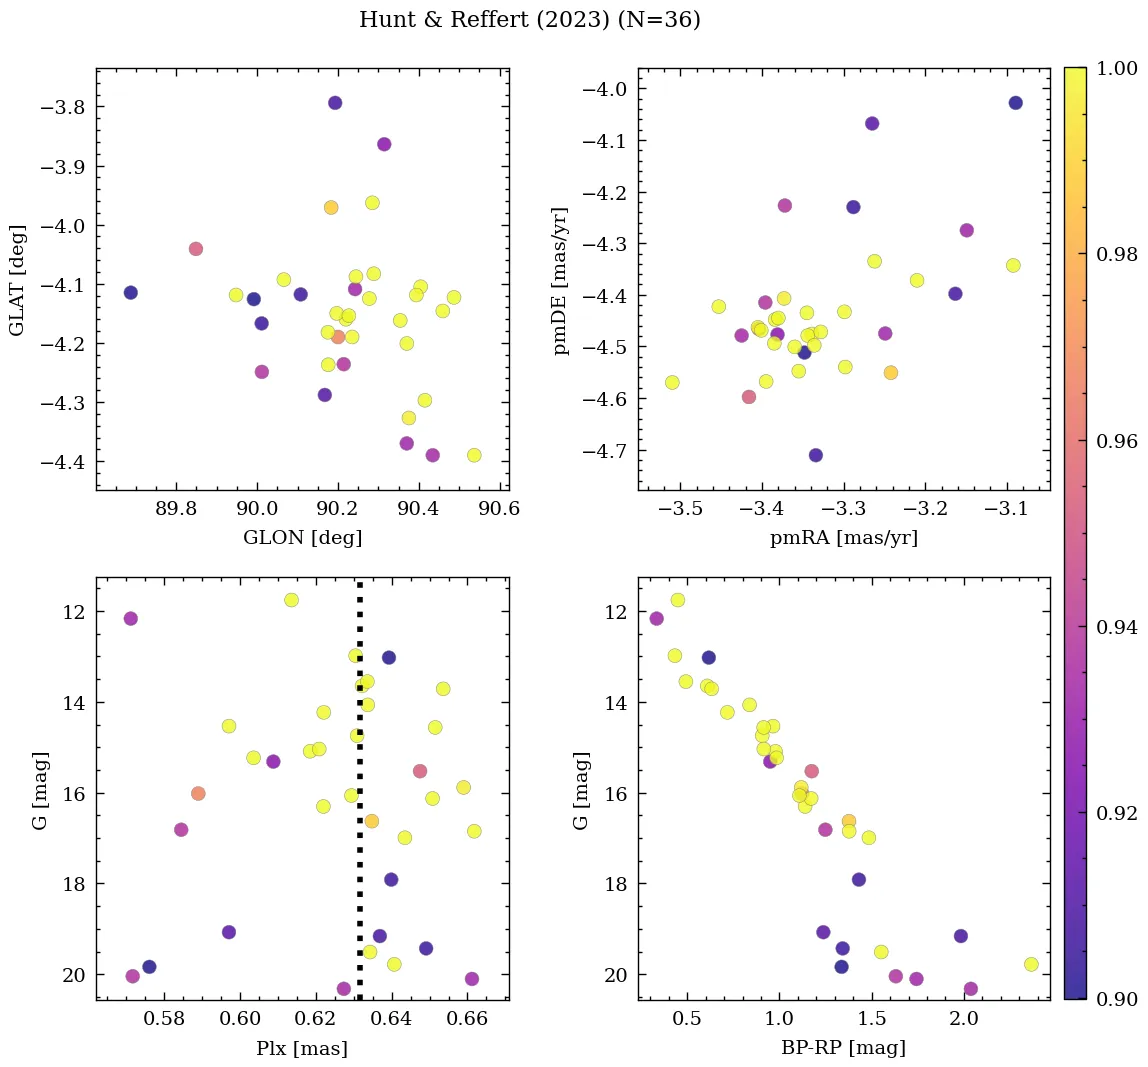 Hunt & Reffert (2023) (N=36)
−3.8
−3.9
−4.0
−4.1
−4.2
−4.3
−4.4
GLAT [deg]
89.8 90.0 90.2 90.4 90.6
GLON [deg]
−4.0
−4.1
−4.2
−4.3
−4.4
−4.5
−4.6
−4.7
pmDE [mas/yr]
−3.5 −3.4 −3.3 −3.2 −3.1
pmRA [mas/yr]
12
14
16
18
20
G [mag]
0.58 0.60 0.62 0.64 0.66
Plx [mas]
12
14
16
18
20
G [mag]
0.5 1.0 1.5 2.0
BP-RP [mag]
1.00
0.98
0.96
0.94
0.92
0.90